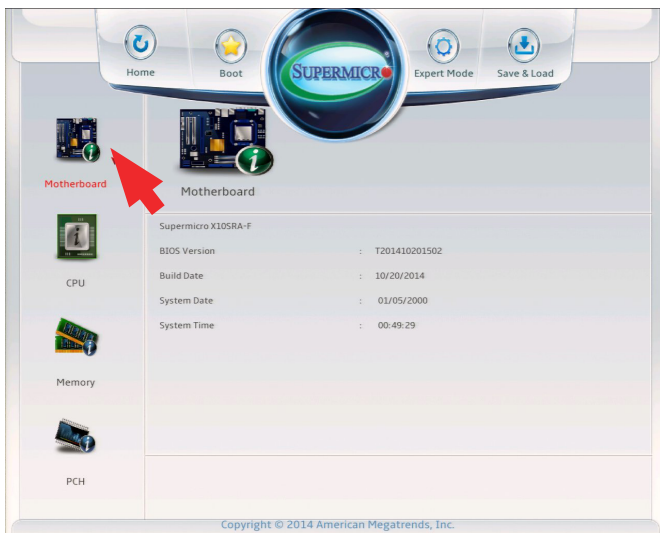 Home
Boot
SUPERMICRO
Expert Mode
Save & Load
Motherboard
Motherboard
CPU
Memory
PCH
Supermicro X10SRA-F
BIOS Version : T201410201502
Build Date : 10/20/2014
System Date : 01/05/2000
System Time : 00:49:29
Copyright © 2014 American Megatrends, Inc.